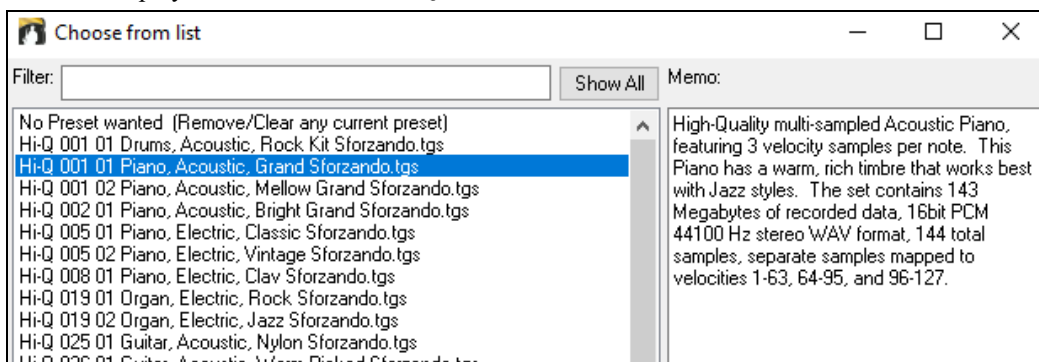 Choose from list
Filter:
Show All
Memo:
No Preset wanted (Remove/Clear any current preset)
Hi-Q 001 01 Drums, Acoustic, Rock Kit Sforzando.tgs
Hi-Q 001 01 Piano, Acoustic, Grand Sforzando.tgs
Hi-Q 001 02 Piano, Acoustic, Mellow Grand Sforzando.tgs
Hi-Q 002 01 Piano, Acoustic, Bright Grand Sforzando.tgs
Hi-Q 005 01 Piano, Electric, Classic Sforzando.tgs
Hi-Q 005 02 Piano, Electric, Vintage Sforzando.tgs
Hi-Q 008 01 Piano, Electric, Clav Sforzando.tgs
Hi-Q 019 01 Organ, Electric, Rock Sforzando.tgs
Hi-Q 019 02 Organ, Electric, Jazz Sforzando.tgs
Hi-Q 025 01 Guitar, Acoustic, Nylon Sforzando.tgs
High-Quality multi-sampled Acoustic Piano,
featuring 3 velocity samples per note. This
Piano has a warm, rich timbre that works best
with Jazz styles. The set contains 143
Megabytes of recorded data, 16bit PCM
44100 Hz stereo WAV format, 144 total
samples, separate samples mapped to
velocities 1-63, 64-95, and 96-127.